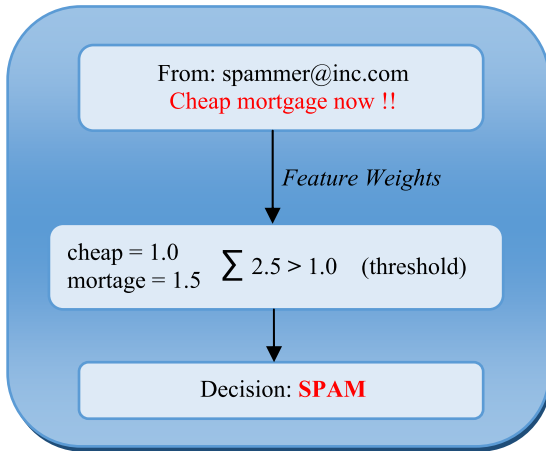 From: spammer@inc.com
Cheap mortgage now !!
Feature Weights
cheap = 1.0
mortage = 1.5
∑ 2.5 > 1.0 (threshold)
Decision: SPAM